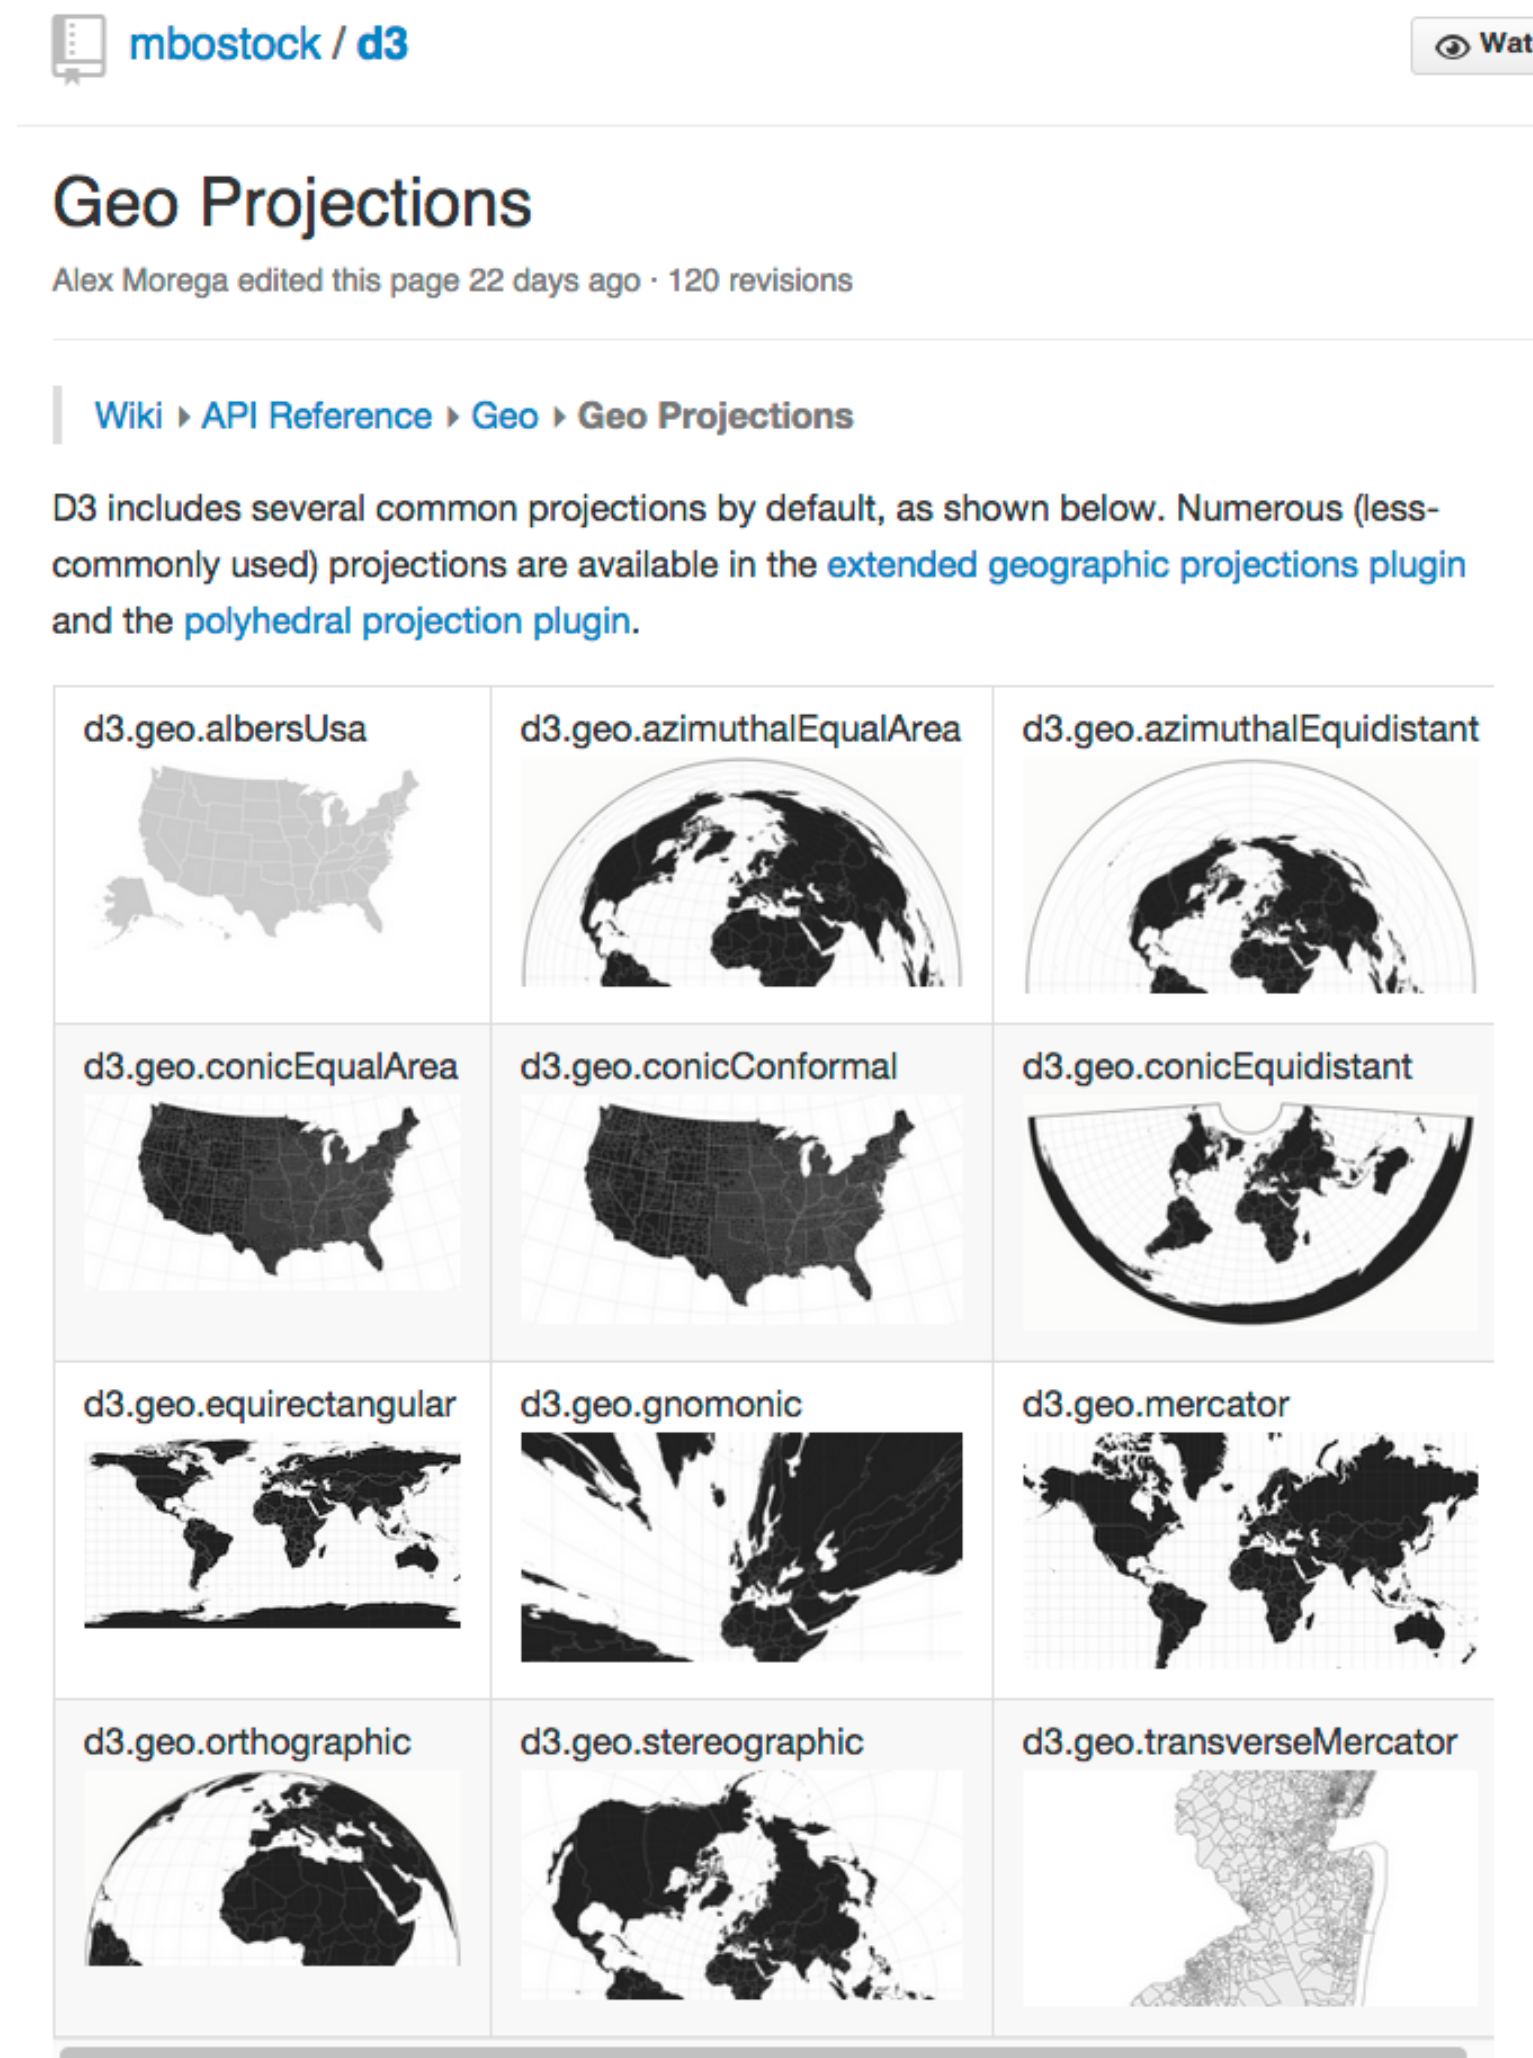 mbostock / d3
Wat
Geo Projections
Alex Morega edited this page 22 days ago · 120 revisions
Wiki ▸ API Reference ▸ Geo ▸ Geo Projections
D3 includes several common projections by default, as shown below. Numerous (less-
commonly used) projections are available in the extended geographic projections plugin
and the polyhedral projection plugin.
d3.geo.albersUsa
d3.geo.azimuthalEqualArea
d3.geo.azimuthalEquidistant
d3.geo.conicEqualArea
d3.geo.conicConformal
d3.geo.conicEquidistant
d3.geo.equirectangular
d3.geo.gnomonic
d3.geo.mercator
d3.geo.orthographic
d3.geo.stereographic
d3.geo.transverseMercator